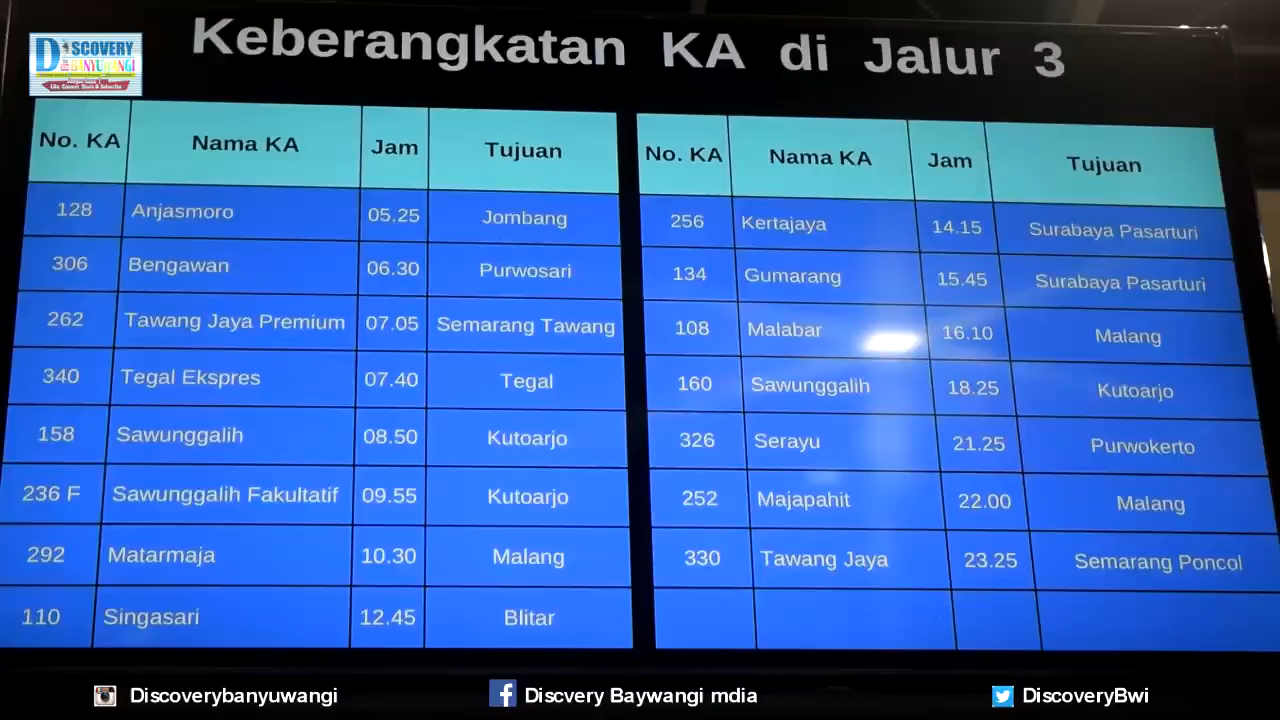 DISCOVERY
BANYUWANGI
Like Comment Share & Subscribe
Keberangkatan KA di Jalur 3
No. KA Nama KA Jam Tujuan
128 Anjasmoro 05.25 Jombang
306 Bengawan 06.30 Purwosari
262 Tawang Jaya Premium 07.05 Semarang Tawang
340 Tegal Ekspres 07.40 Tegal
158 Sawunggalih 08.50 Kutoarjo
236 F Sawunggalih Fakultatif 09.55 Kutoarjo
292 Matarmaja 10.30 Malang
110 Singasari 12.45 Blitar
No. KA Nama KA Jam Tujuan
256 Kertajaya 14.15 Surabaya Pasarturi
134 Gumarang 15.45 Surabaya Pasarturi
108 Malabar 16.10 Malang
160 Sawunggalih 18.25 Kutoarjo
326 Serayu 21.25 Purwokerto
252 Majapahit 22.00 Malang
330 Tawang Jaya 23.25 Semarang Poncol
Discoverybanyuwangi Discvery Baywangi mdia DiscoveryBwi